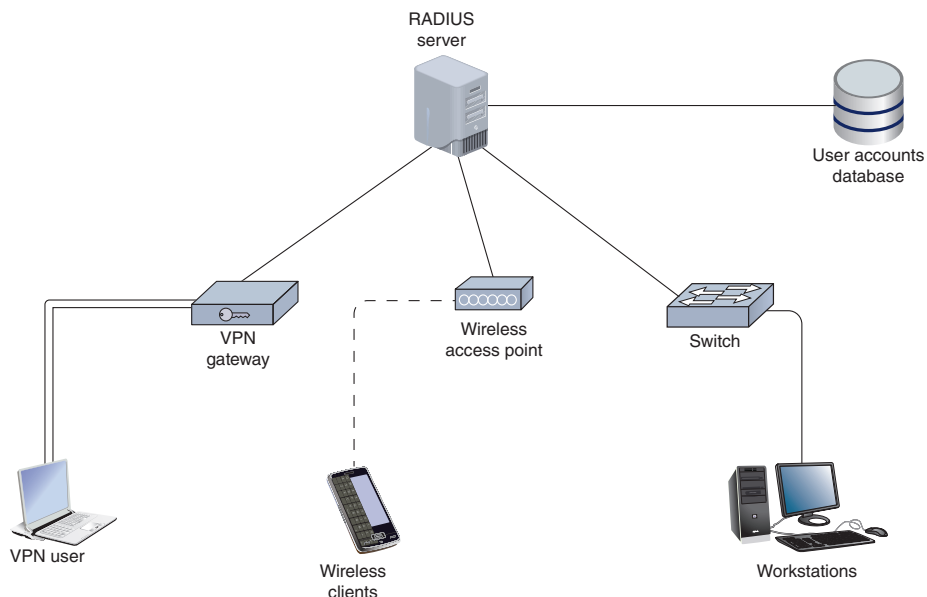 RADIUS
server
User accounts
database
VPN
gateway
Wireless
access point
Switch
VPN user
Wireless
clients
Workstations